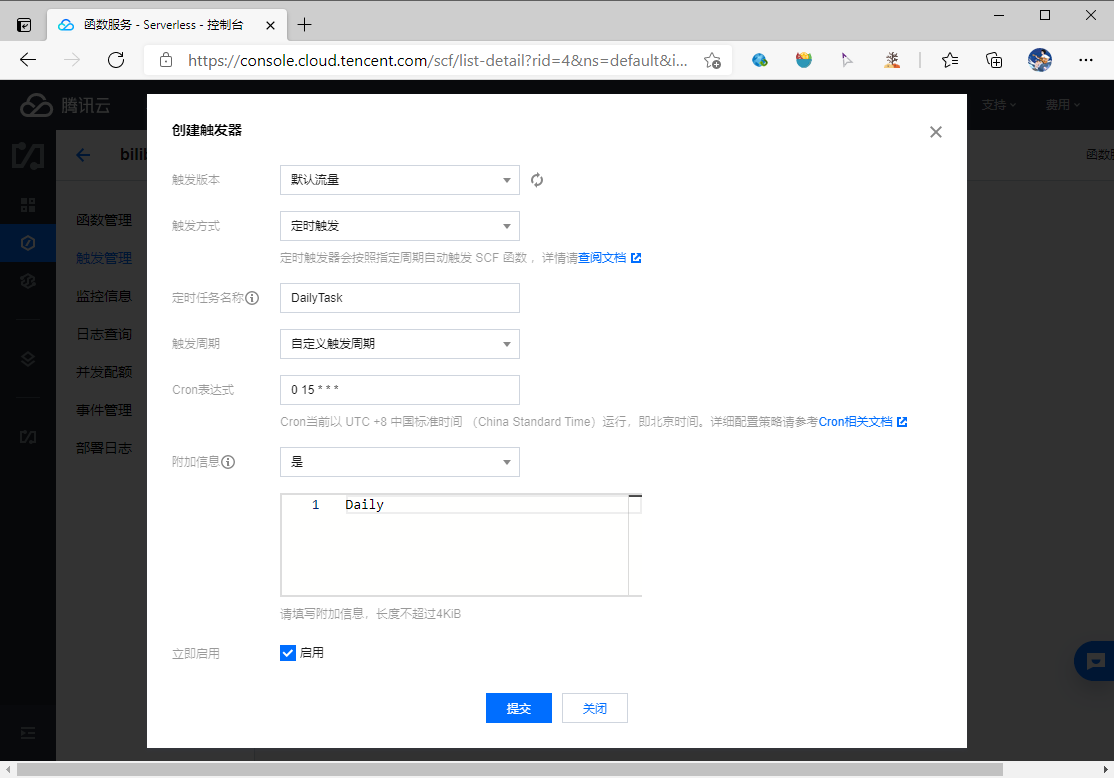 函数服务 - Serverless - 控制台
https://console.cloud.tencent.com/scf/list-detail?rid=4&ns=default&i...
腾讯云
支持
费用
函数管理
触发管理
监控信息
日志查询
并发配额
事件管理
部署日志
创建触发器
触发版本
默认流量
触发方式
定时触发
定时触发器会按照指定周期自动触发 SCF 函数 ，详情请查阅文档
定时任务名称
DailyTask
触发周期
自定义触发周期
Cron表达式
0 15 * * *
Cron当前以 UTC +8 中国标准时间 （China Standard Time）运行，即北京时间。详细配置策略请参考Cron相关文档
附加信息
是
1 Daily
请填写附加信息，长度不超过4KiB
立即启用
启用
提交
关闭